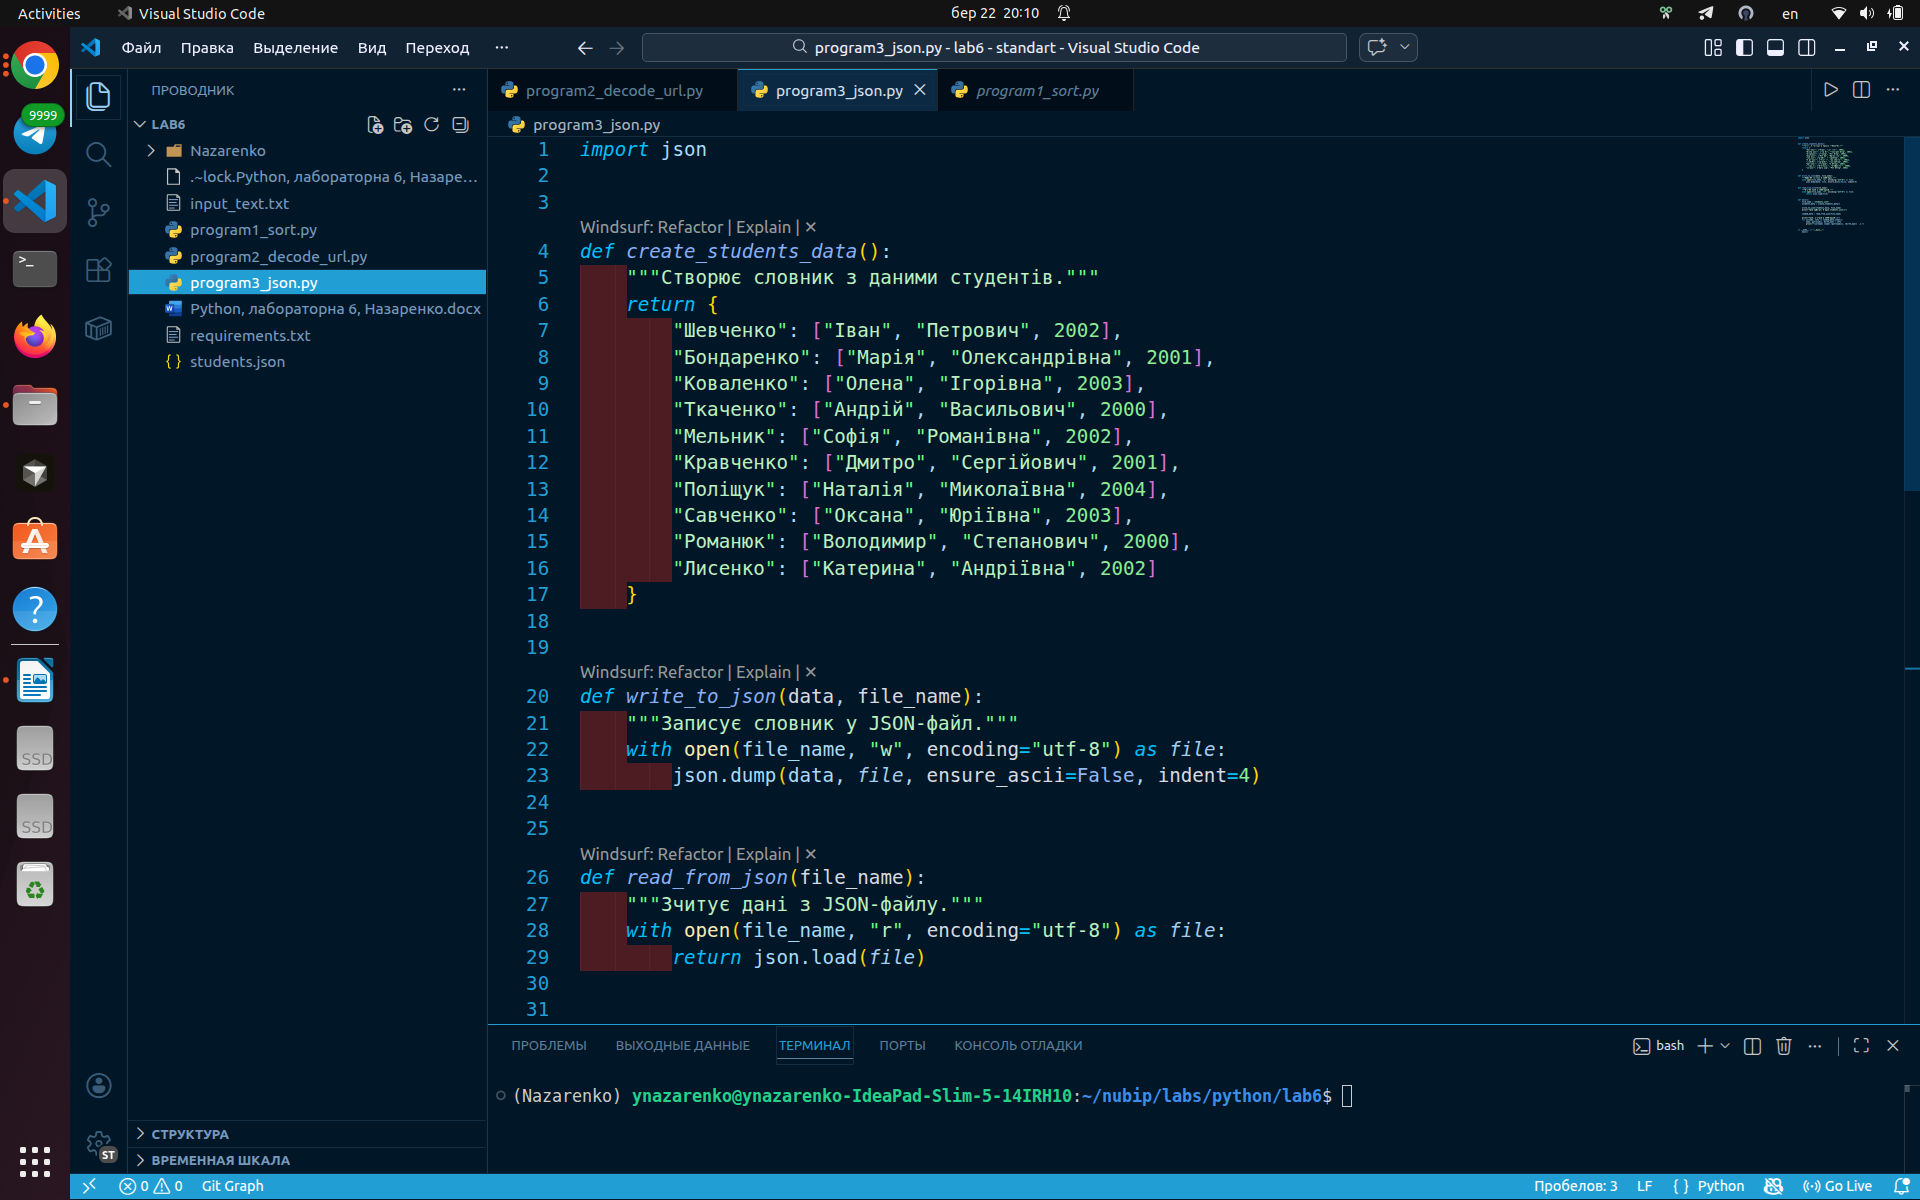 Activities
Visual Studio Code
бер 22 20:10
en
Файл Правка Выделение Вид Переход ···
program3_json.py - lab6 - standart - Visual Studio Code
9999
ПРОВОДНИК
program2_decode_url.py
program3_json.py
program1_sort.py
LAB6
program3_json.py
Nazarenko
.~lock.Python, лабораторна 6, Назаре...
input_text.txt
program1_sort.py
program2_decode_url.py
program3_json.py
Python, лабораторна 6, Назаренко.docx
requirements.txt
students.json
1 import json
2
3
Windsurf: Refactor | Explain | ✕
4 def create_students_data():
5 """Створює словник з даними студентів."""
6 return {
7 "Шевченко": ["Іван", "Петрович", 2002],
8 "Бондаренко": ["Марія", "Олександрівна", 2001],
9 "Коваленко": ["Олена", "Ігорівна", 2003],
10 "Ткаченко": ["Андрій", "Васильович", 2000],
11 "Мельник": ["Софія", "Романівна", 2002],
12 "Кравченко": ["Дмитро", "Сергійович", 2001],
13 "Поліщук": ["Наталія", "Миколаївна", 2004],
14 "Савченко": ["Оксана", "Юріївна", 2003],
15 "Романюк": ["Володимир", "Степанович", 2000],
16 "Лисенко": ["Катерина", "Андріївна", 2002]
17 }
18
19
Windsurf: Refactor | Explain | ✕
20 def write_to_json(data, file_name):
21 """Записує словник у JSON-файл."""
22 with open(file_name, "w", encoding="utf-8") as file:
23 json.dump(data, file, ensure_ascii=False, indent=4)
24
25
Windsurf: Refactor | Explain | ✕
26 def read_from_json(file_name):
27 """Зчитує дані з JSON-файлу."""
28 with open(file_name, "r", encoding="utf-8") as file:
29 return json.load(file)
30
31
SSD
SSD
ПРОБЛЕМЫ ВЫХОДНЫЕ ДАННЫЕ ТЕРМИНАЛ ПОРТЫ КОНСОЛЬ ОТЛАДКИ
bash
(Nazarenko) ynazarenko@ynazarenko-IdeaPad-Slim-5-14IRH10:~/nubip/labs/python/lab6$
СТРУКТУРА
ST
ВРЕМЕННАЯ ШКАЛА
0 0 Git Graph
Пробелов: 3 LF { } Python Go Live